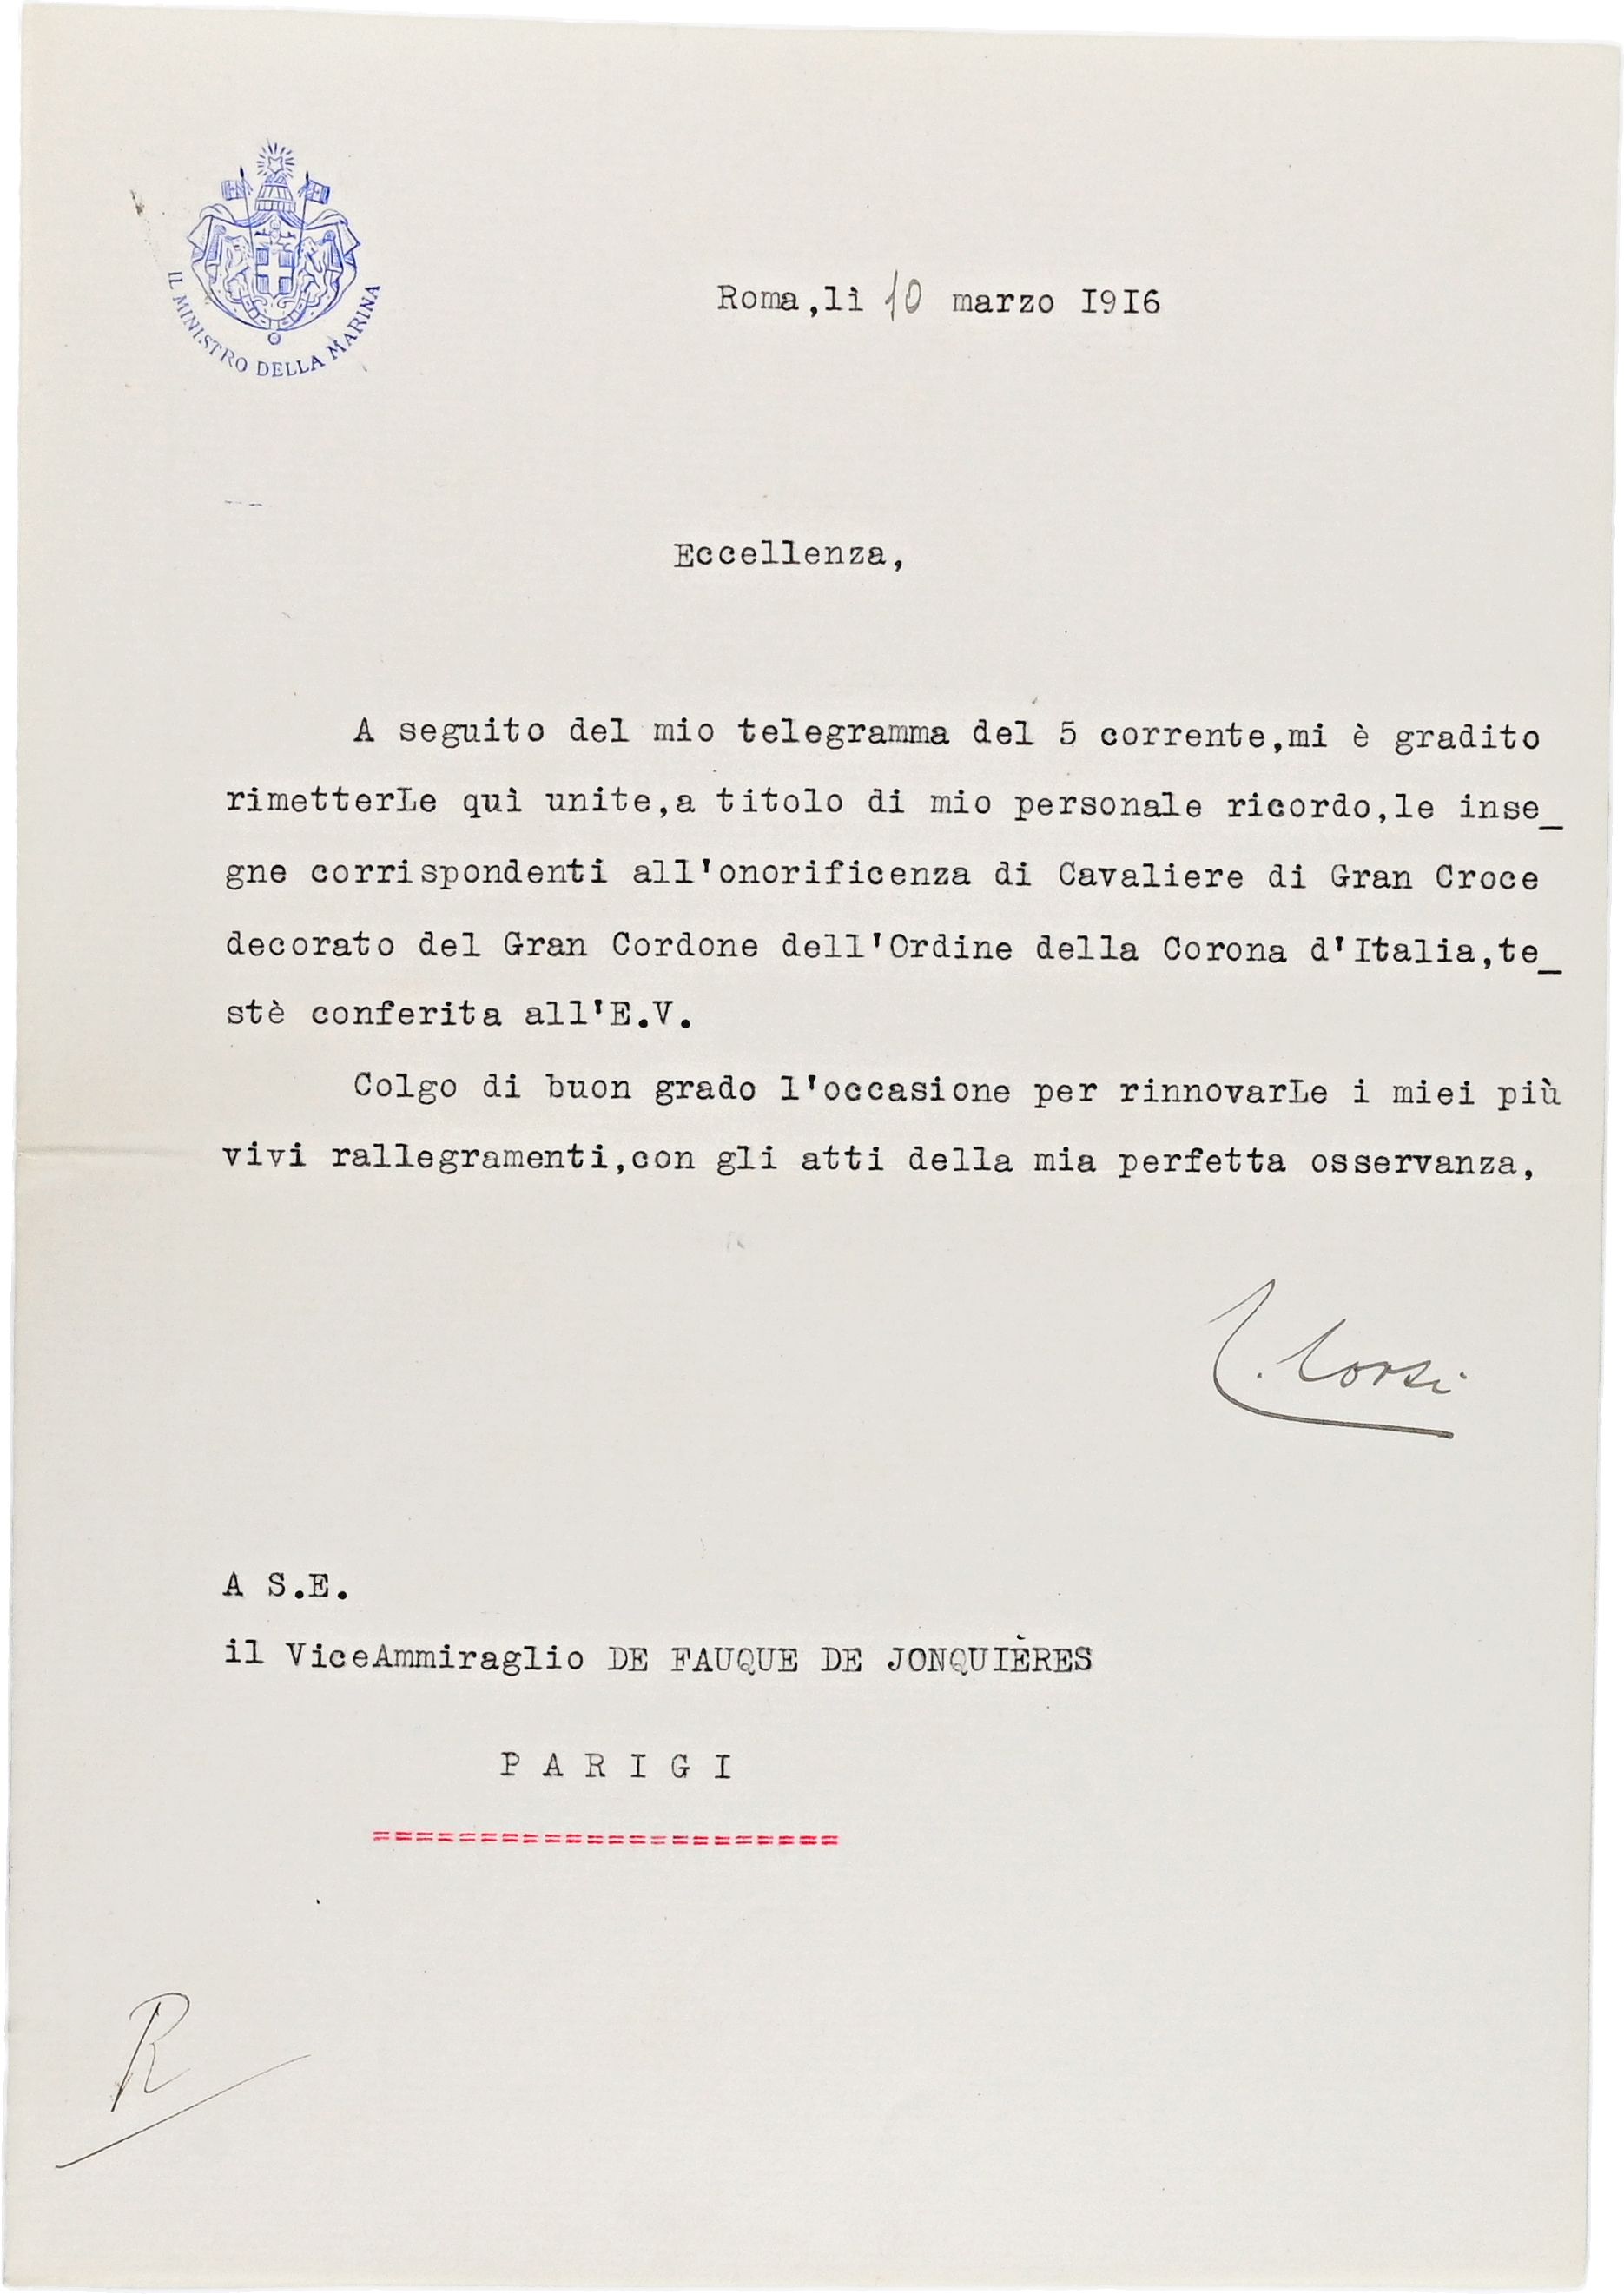 IL MINISTRO DELLA MARINA
Roma,lì 10 marzo I9I6
Eccellenza,
A seguito del mio telegramma del 5 corrente,mi è gradito
rimetterLe quì unite,a titolo di mio personale ricordo,le inse_
gne corrispondenti all'onorificenza di Cavaliere di Gran Croce
decorato del Gran Cordone dell'Ordine della Corona d'Italia,te_
stè conferita all'E.V.
Colgo di buon grado l'occasione per rinnovarLe i miei più
vivi rallegramenti,con gli atti della mia perfetta osservanza,
C. Corsi
A S.E.
il ViceAmmiraglio DE FAUQUE DE JONQUIÈRES
P A R I G I
======================
R